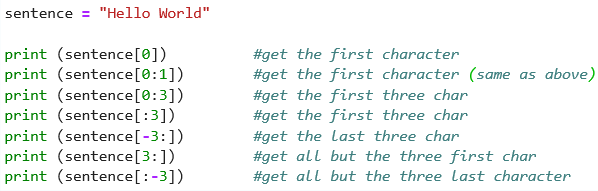 sentence = "Hello World"
print (sentence[0]) #get the first character
print (sentence[0:1]) #get the first character (same as above)
print (sentence[0:3] #get the first three char
print (sentence[:3]) #get the first three char
print (sentence[-3:]) #get the last three char
print (sentence[3:]) #get all but the three first char
print (sentence[:-3]) #get all but the three last character